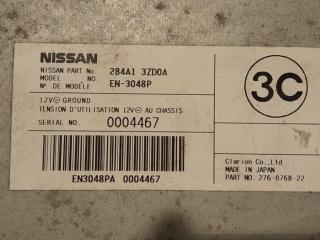 NISSAN
NISSAN PART No. 284A1 3ZD0A
MODEL NO
N° DE MODÉLE EN-3048P
3C
12V⊖ GROUND
TENSION D'UTILISATION 12V⊖ AU CHASSIS
SERIAL NO. 0004467
EN3048PA 0004467
Clarion Co.,Ltd
MADE IN JAPAN
PART NO. 276-0768-22